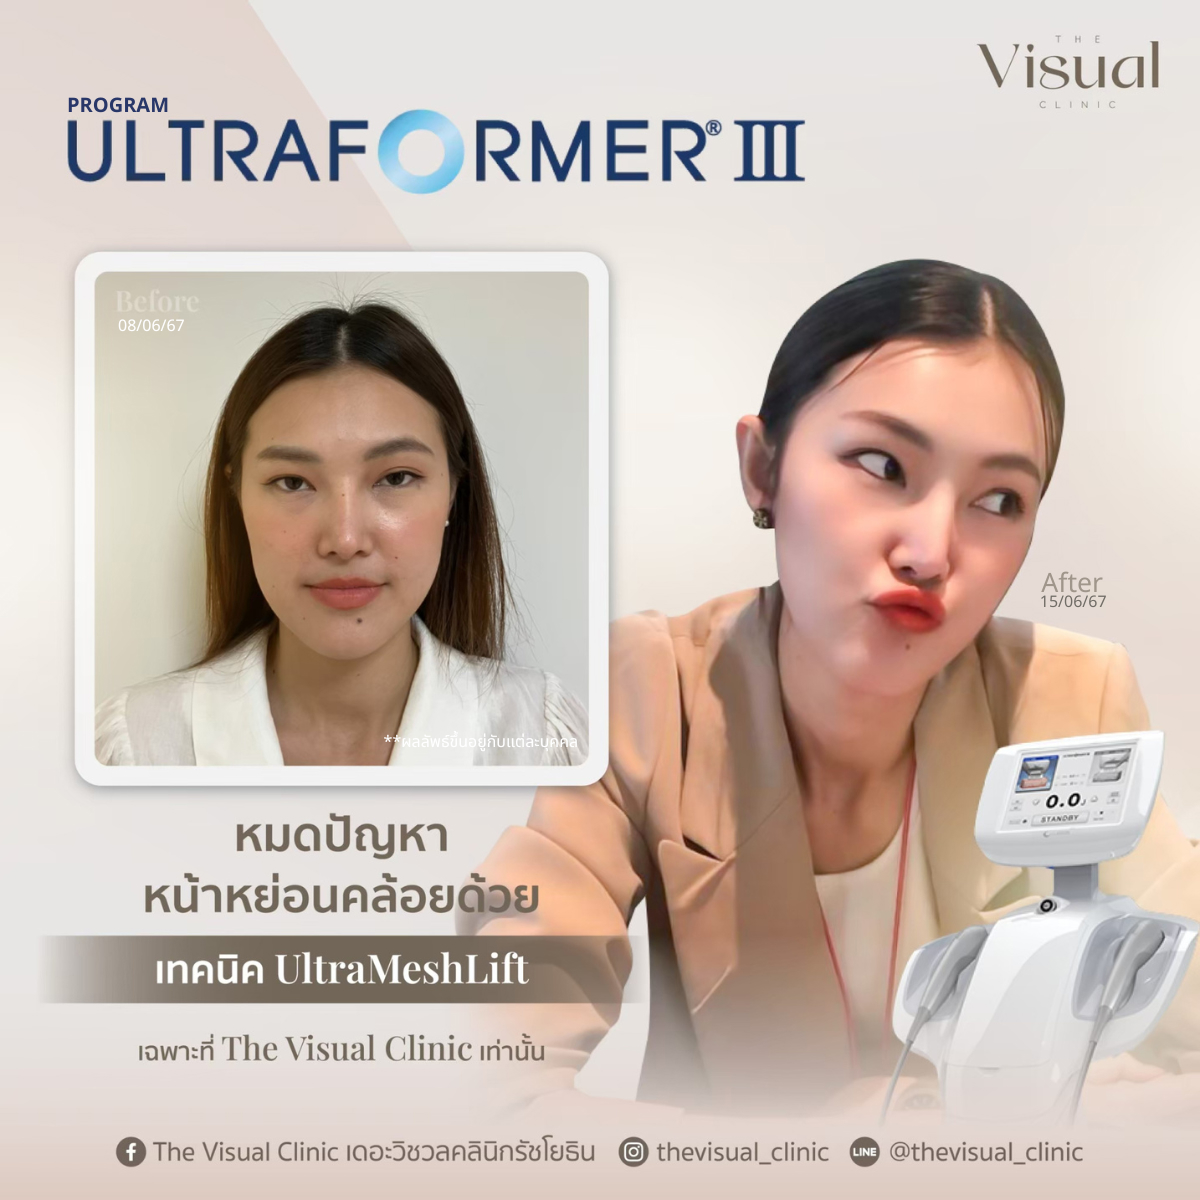 THE
Visual
CLINIC
PROGRAM
ULTRAFORMER® III
Before
08/06/67
After
15/06/67
**ผลลัพธ์ขึ้นอยู่กับแต่ละบุคคล
0.0J
STANDBY
หมดปัญหา
หน้าหย่อนคล้อยด้วย
เทคนิค UltraMeshLift
เฉพาะที่ The Visual Clinic เท่านั้น
The Visual Clinic เดอะวิชวลคลินิกรัชโยธิน thevisual_clinic LINE @thevisual_clinic